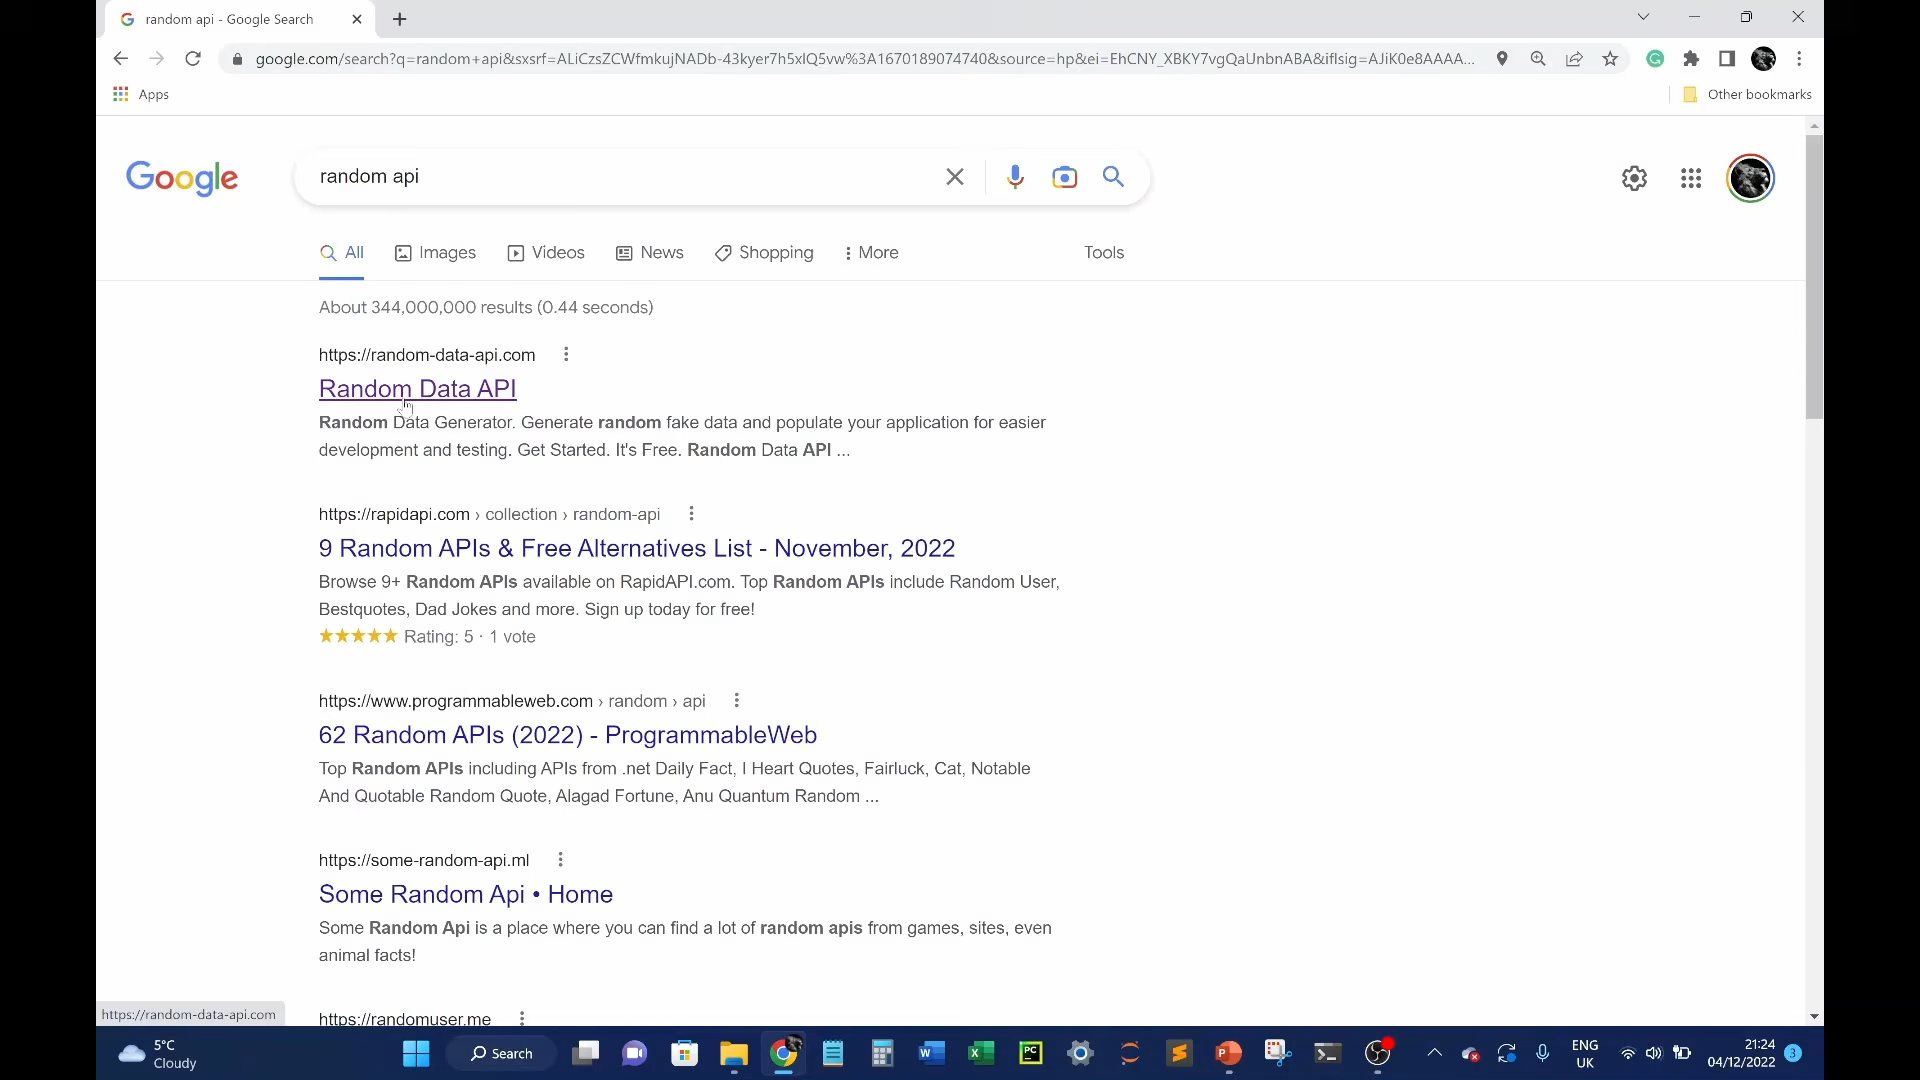 random api - Google Search
google.com/search?q=random+api&sxsrf=ALiCzsZCWfmkujNADb-43kyer7h5xlQ5vw%3A1670189074740&source=hp&ei=EhCNY_XBKY7vgQaUnbnABA&iflsig=AJiK0e8AAAA...
Apps
Other bookmarks
Google
random api
All
Images
Videos
News
Shopping
More
Tools
About 344,000,000 results (0.44 seconds)
https://random-data-api.com
Random Data API
Random Data Generator. Generate random fake data and populate your application for easier
development and testing. Get Started. It's Free. Random Data API ...
https://rapidapi.com › collection › random-api
9 Random APIs & Free Alternatives List - November, 2022
Browse 9+ Random APIs available on RapidAPI.com. Top Random APIs include Random User,
Bestquotes, Dad Jokes and more. Sign up today for free!
★★★★★ Rating: 5 · 1 vote
https://www.programmableweb.com › random › api
62 Random APIs (2022) - ProgrammableWeb
Top Random APIs including APIs from .net Daily Fact, I Heart Quotes, Fairluck, Cat, Notable
And Quotable Random Quote, Alagad Fortune, Anu Quantum Random ...
https://some-random-api.ml
Some Random Api • Home
Some Random Api is a place where you can find a lot of random apis from games, sites, even
animal facts!
https://random-data-api.com
https://randomuser.me
5°C
Cloudy
Search
PC
ENG
UK
21:24
04/12/2022
3